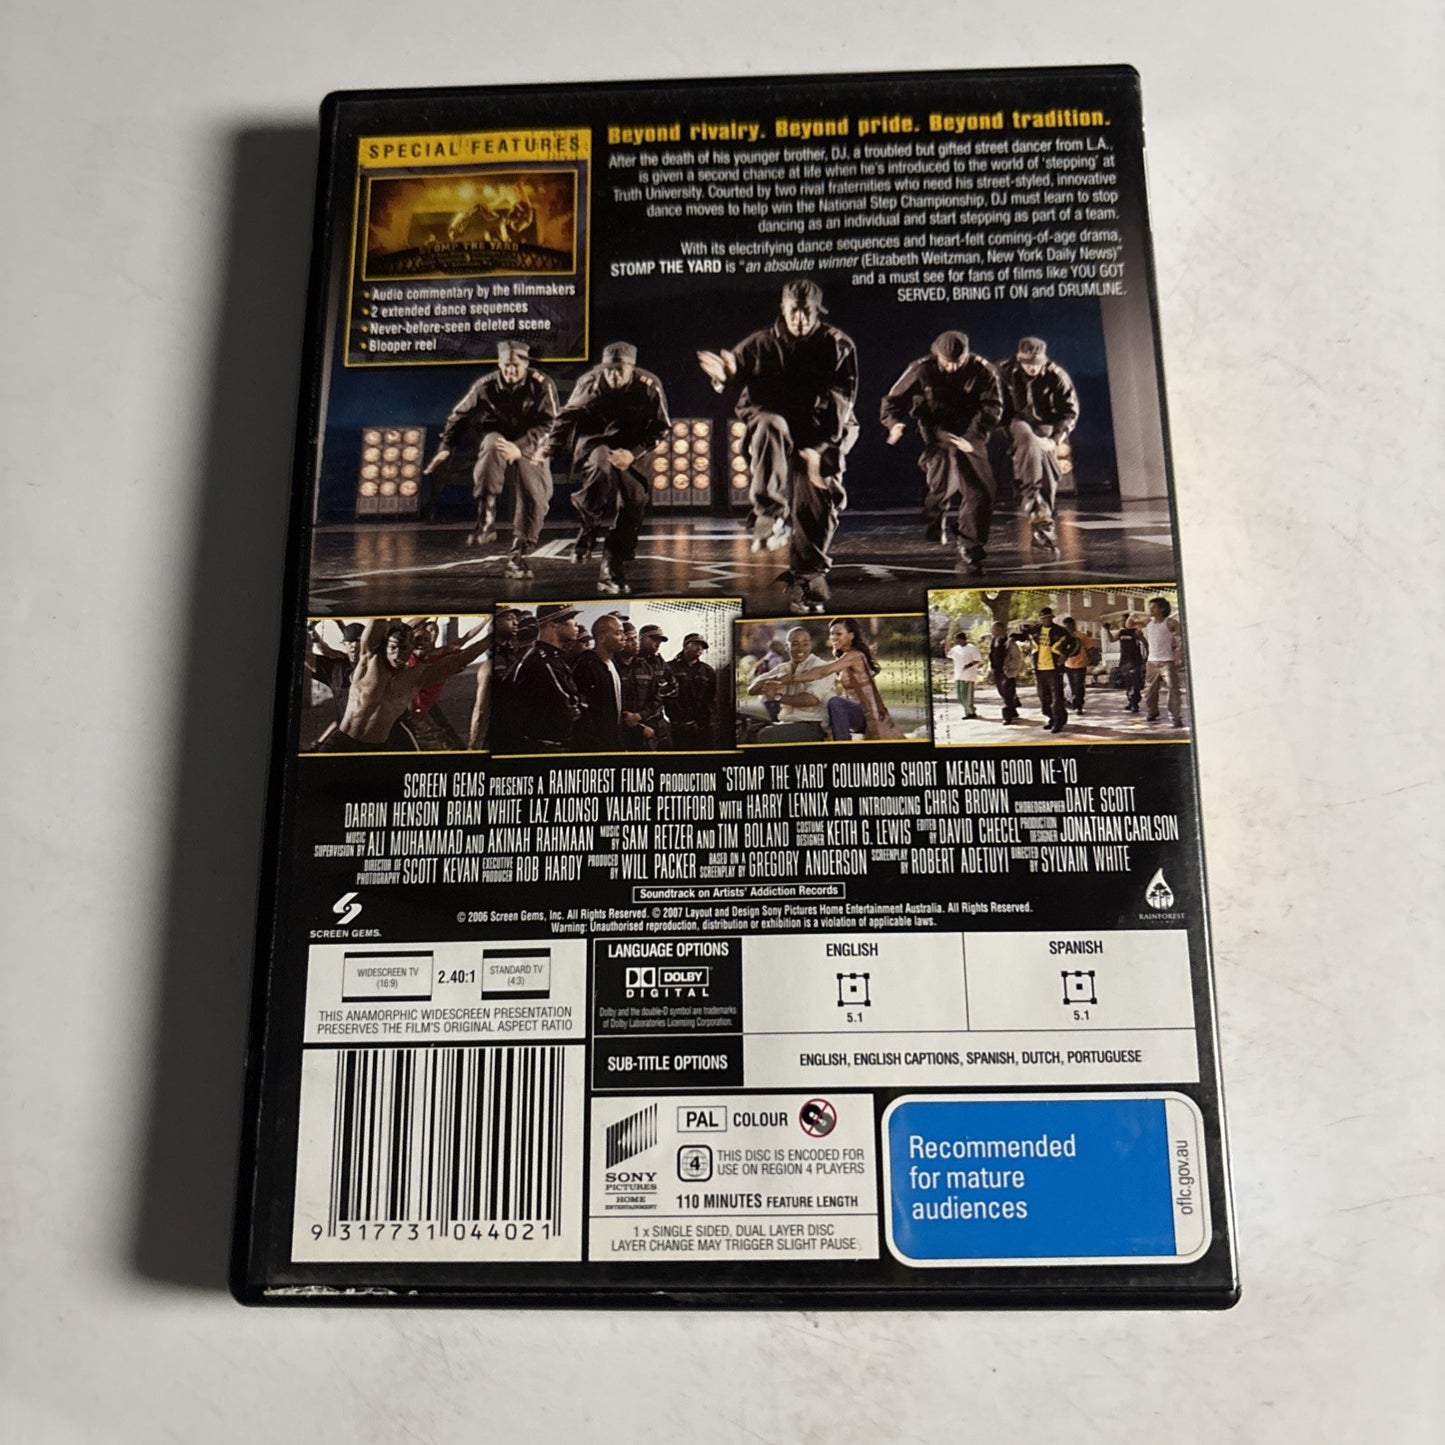 Beyond rivalry. Beyond pride. Beyond tradition.
After the death of his younger brother, DJ, a troubled but gifted street dancer from L.A.,
is given a second chance at life when he's introduced to the world of 'stepping' at
Truth University. Courted by two rival fraternities who need his street-styled, innovative
dance moves to help win the National Step Championship, DJ must learn to stop
dancing as an individual and start stepping as part of a team.
With its electrifying dance sequences and heart-felt coming-of-age drama,
STOMP THE YARD is "an absolute winner (Elizabeth Weitzman, New York Daily News)"
and a must see for fans of films like YOU GOT
SERVED, BRING IT ON and DRUMLINE.
SPECIAL FEATURES
STOMP THE YARD
• Audio commentary by the filmmakers
• 2 extended dance sequences
• Never-before-seen deleted scene
• Blooper reel
SCREEN GEMS PRESENTS A RAINFOREST FILMS PRODUCTION "STOMP THE YARD" COLUMBUS SHORT MEAGAN GOOD NE-YO
DARRIN HENSON BRIAN WHITE LAZ ALONSO VALARIE PETTIFORD WITH HARRY LENNIX AND INTRODUCING CHRIS BROWN CHOREOGRAPHER DAVE SCOTT
MUSIC SUPERVISION BY ALI MUHAMMAD AND AKINAH RAHMAAN MUSIC BY SAM RETZER AND TIM BOLAND COSTUME DESIGNER KEITH G. LEWIS EDITED BY DAVID CHECEL PRODUCTION DESIGNER JONATHAN CARLSON
DIRECTOR OF PHOTOGRAPHY SCOTT KEVAN EXECUTIVE PRODUCER ROB HARDY PRODUCED BY WILL PACKER BASED ON A SCREENPLAY BY GREGORY ANDERSON SCREENPLAY BY ROBERT ADETUYI DIRECTED BY SYLVAIN WHITE
Soundtrack on Artists' Addiction Records
© 2006 Screen Gems, Inc. All Rights Reserved. © 2007 Layout and Design Sony Pictures Home Entertainment Australia. All Rights Reserved.
Warning: Unauthorised reproduction, distribution or exhibition is a violation of applicable laws.
SCREEN GEMS.
RAINFOREST
FILMS
WIDESCREEN TV
(16:9)
2.40:1
STANDARD TV
(4:3)
THIS ANAMORPHIC WIDESCREEN PRESENTATION
PRESERVES THE FILM'S ORIGINAL ASPECT RATIO
LANGUAGE OPTIONS
DOLBY
DIGITAL
Dolby and the double-D symbol are trademarks
of Dolby Laboratories Licensing Corporation.
ENGLISH
5.1
SPANISH
5.1
SUB-TITLE OPTIONS
ENGLISH, ENGLISH CAPTIONS, SPANISH, DUTCH, PORTUGUESE
9 317731 044021
SONY
PICTURES
HOME
ENTERTAINMENT
PAL COLOUR
4 THIS DISC IS ENCODED FOR
USE ON REGION 4 PLAYERS
110 MINUTES FEATURE LENGTH
1 x SINGLE SIDED, DUAL LAYER DISC
LAYER CHANGE MAY TRIGGER SLIGHT PAUSE
Recommended
for mature
audiences
oflc.gov.au